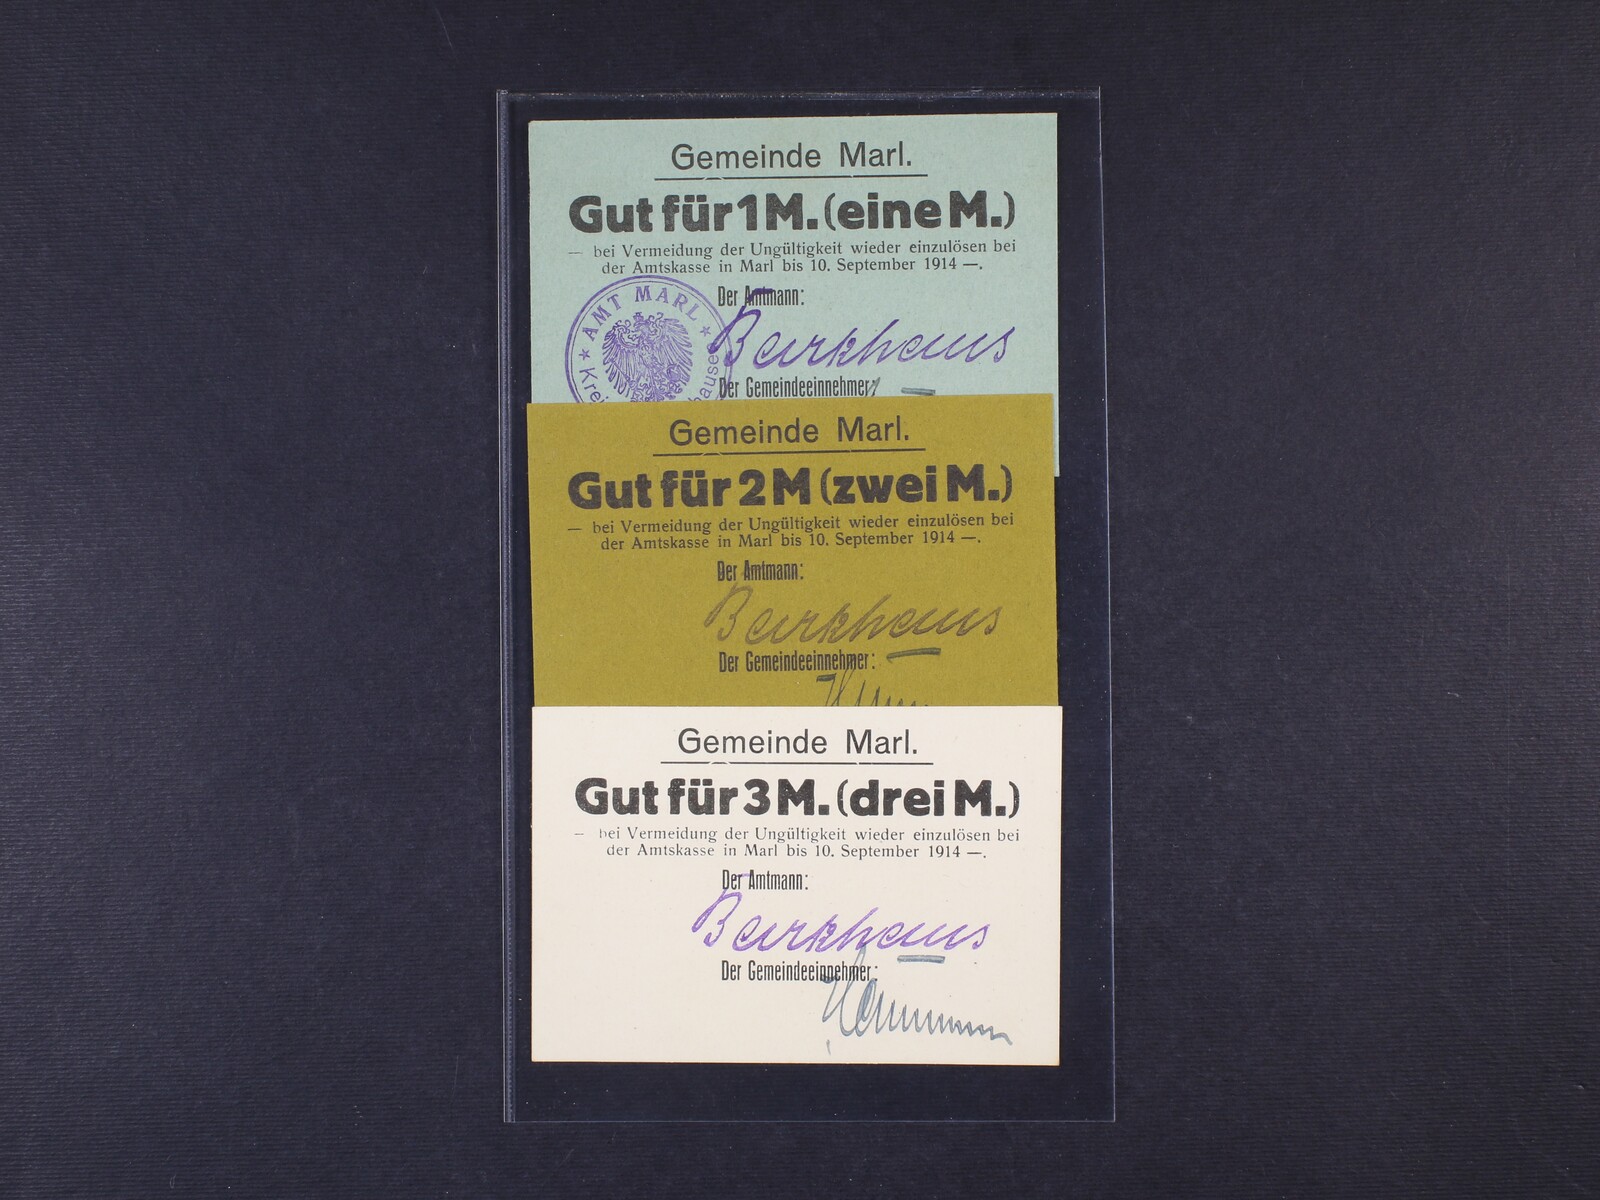 Gemeinde Marl.
Gut für 1 M. (eine M.)
— bei Vermeidung der Ungültigkeit wieder einzulösen bei
der Amtskasse in Marl bis 10. September 1914 —.
Der Amtmann:
★ AMT MARL ★
Barkhaus
Der Gemeindeeinnehmer:
Gemeinde Marl.
Gut für 2 M (zwei M.)
— bei Vermeidung der Ungültigkeit wieder einzulösen bei
der Amtskasse in Marl bis 10. September 1914 —.
Der Amtmann:
Barkhaus
Der Gemeindeeinnehmer:
Gemeinde Marl.
Gut für 3 M. (drei M.)
— bei Vermeidung der Ungültigkeit wieder einzulösen bei
der Amtskasse in Marl bis 10. September 1914 —.
Der Amtmann:
Barkhaus
Der Gemeindeeinnehmer: